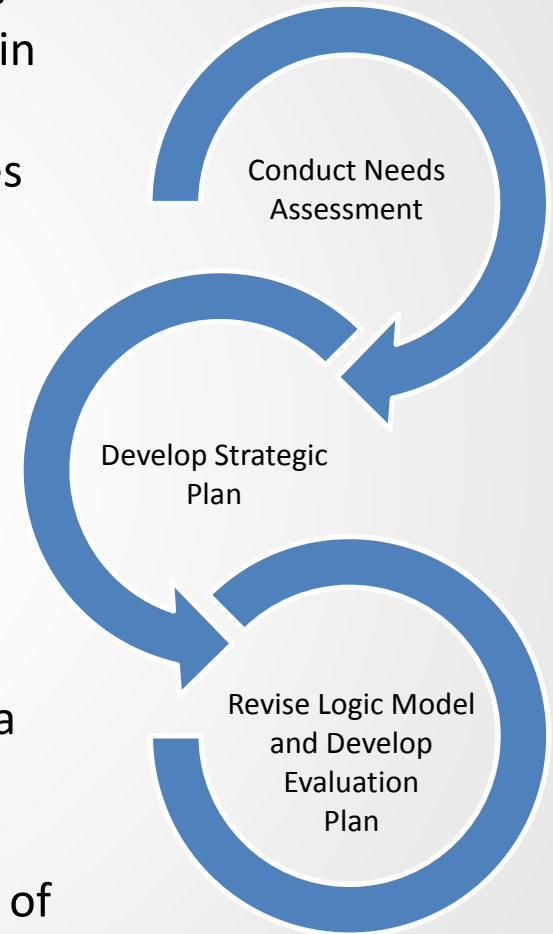 in
es
Conduct Needs
Assessment
Develop Strategic
Plan
a
Revise Logic Model
and Develop
Evaluation
Plan
of